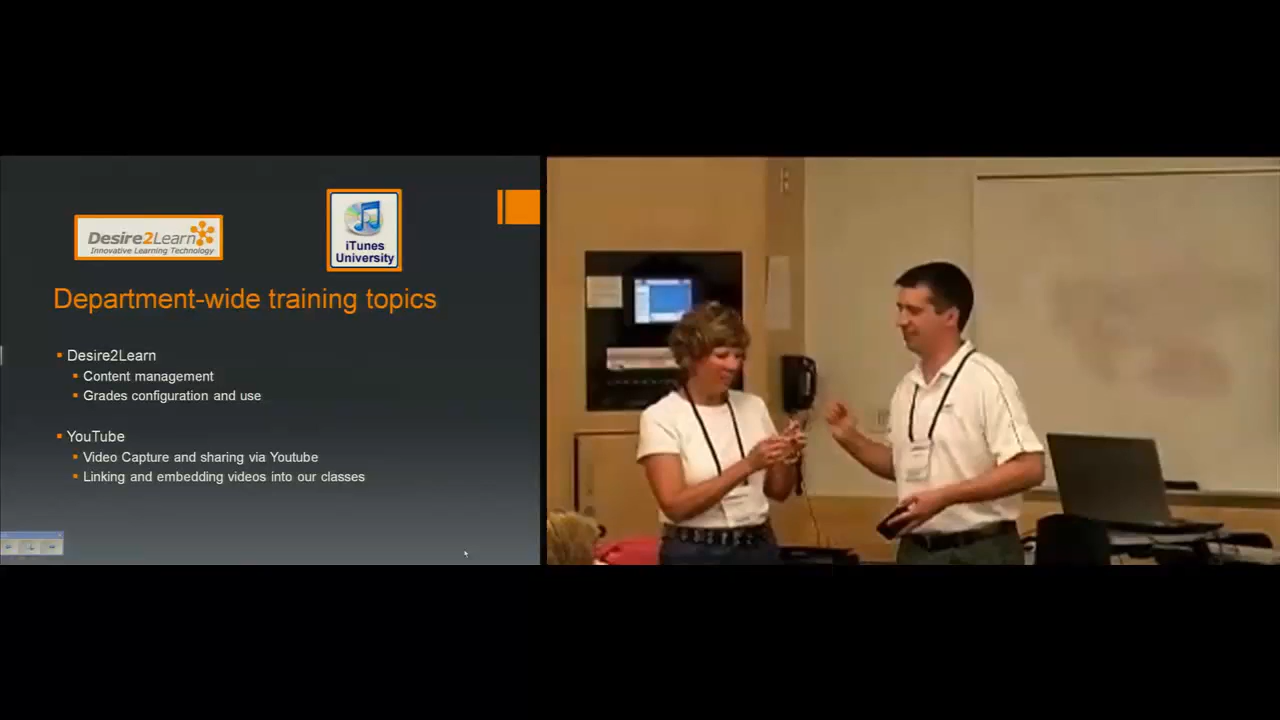 Desire2Learn
Innovative Learning Technology
iTunes
University
Department-wide training topics
Desire2Learn
Content management
Grades configuration and use
YouTube
Video Capture and sharing via Youtube
Linking and embedding videos into our classes